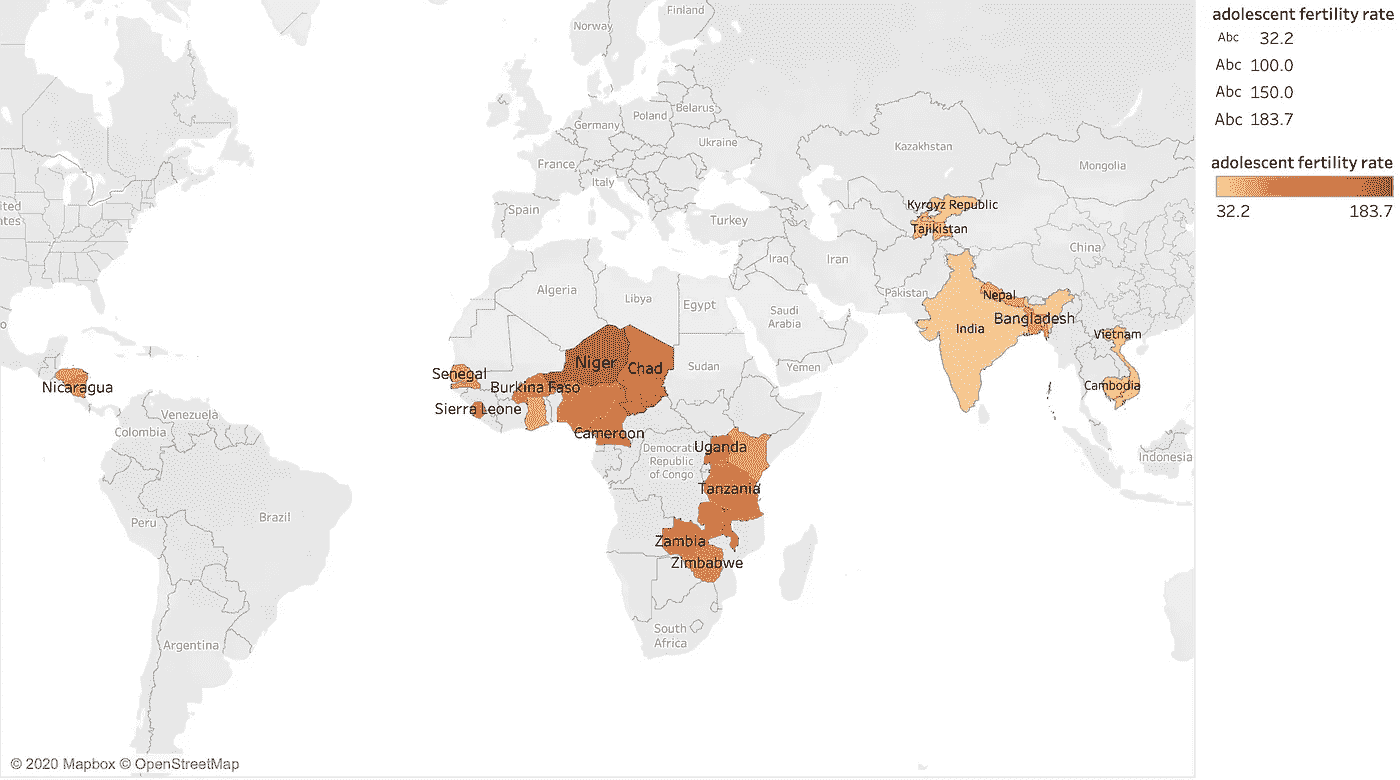 Finland
Norway
Belarus
Poland
Germany
Ukraine
France
Kazakhstan
Mongolia
Italy
ited
tes
Spain
Turkey
Kyrgyz Republic
Tajikistan
China
Iraq
Iran
Algeria
Libya
Egypt
Pakistan
Saudi
Arabia
Nepal
Bangladesh
India
Vietnam
o
Niger
Chad
Sudan
Yemen
Senegal
Burkina Faso
Nicaragua
Cambodia
Sierra Leone
Venezuela
Colombia
Cameroon
Uganda
Democrati
Republic
of Congo
Indonesia
Tanzania
Brazil
Peru
Zambia
Zimbabwe
South
Africa
Argentina
© 2020 Mapbox © OpenStreetMap
adolescent fertility rate
Abc 32.2
Abc 100.0
Abc 150.0
Abc 183.7
adolescent fertility rate
32.2 183.7